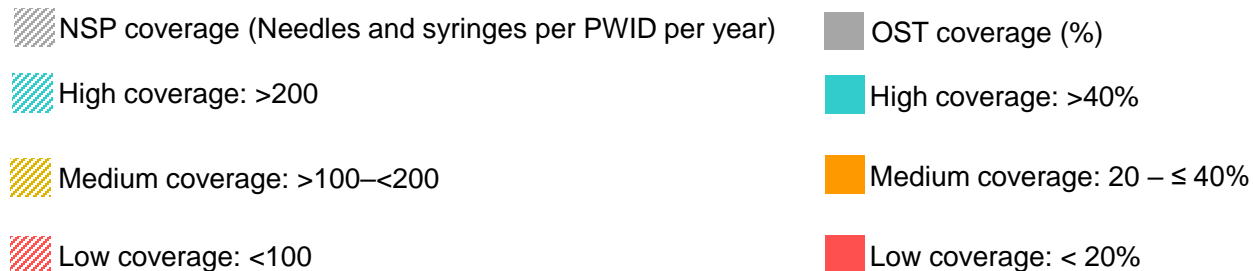 NSP coverage (Needles and syringes per PWID per year)
OST coverage (%)
High coverage: >200
High coverage: >40%
Medium coverage: >100–<200
Medium coverage: 20 – ≤ 40%
Low coverage: <100
Low coverage: < 20%